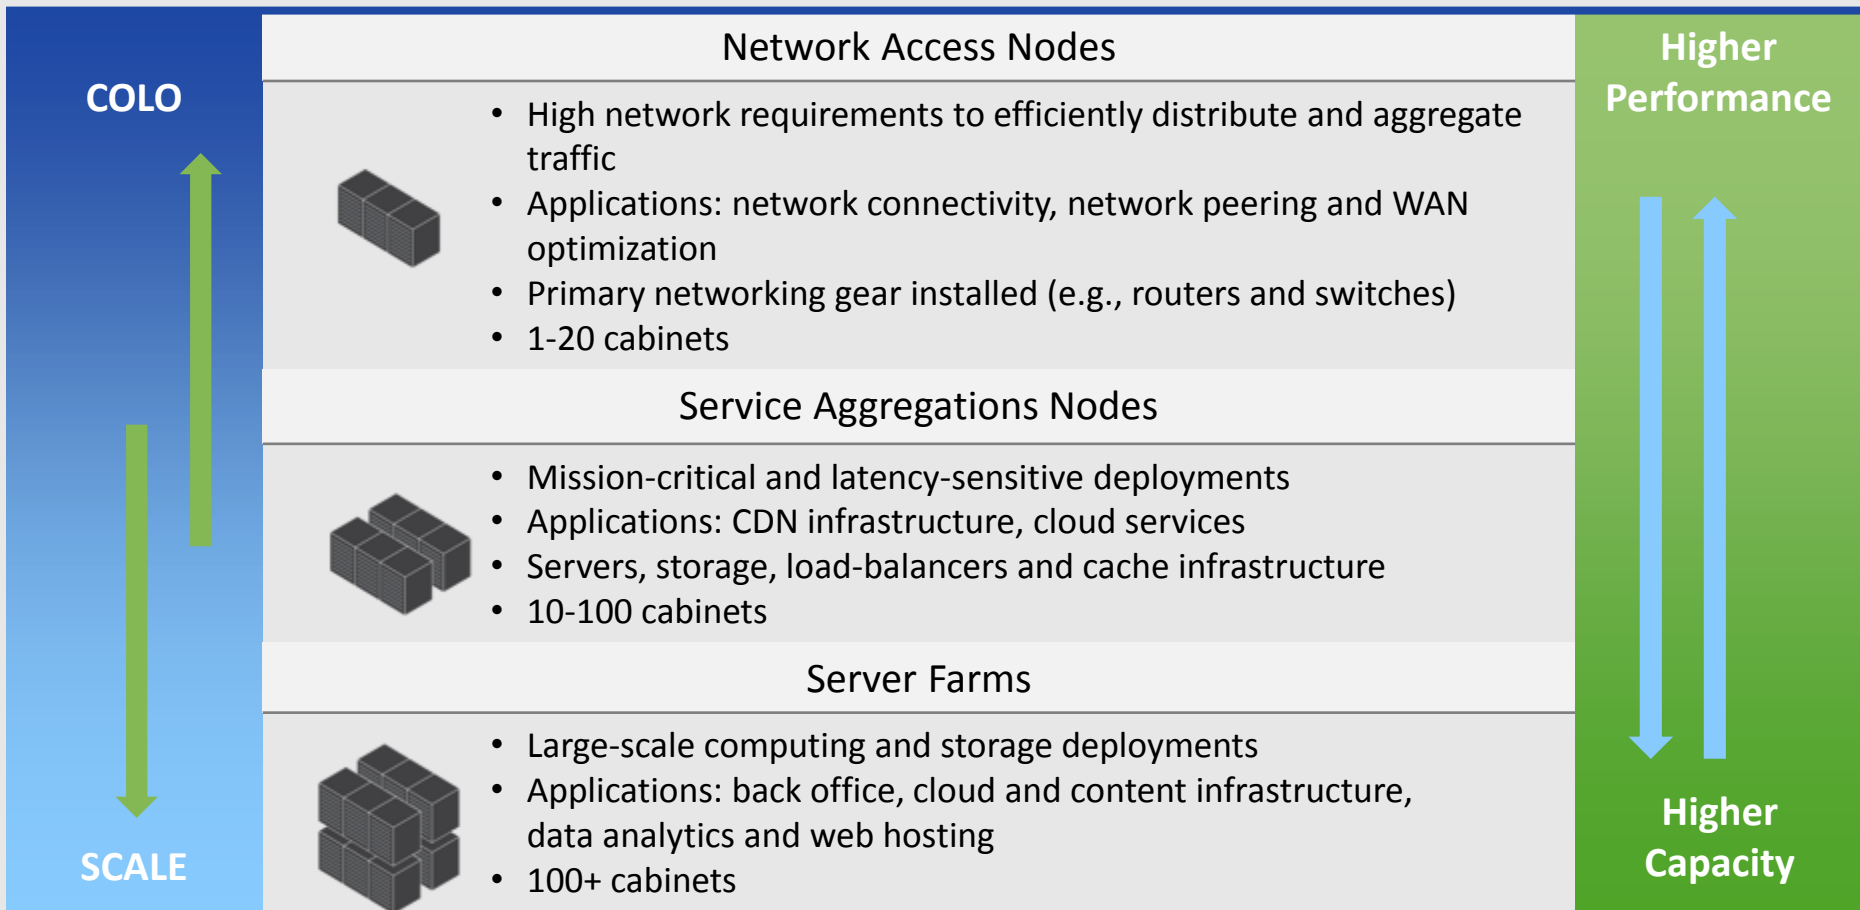 COLO
SCALE
Network Access Nodes
• High network requirements to efficiently distribute and aggregate
traffic
• Applications: network connectivity, network peering and WAN
optimization
• Primary networking gear installed (e.g., routers and switches)
• 1-20 cabinets
Service Aggregations Nodes
• Mission-critical and latency-sensitive deployments
• Applications: CDN infrastructure, cloud services
• Servers, storage, load-balancers and cache infrastructure
• 10-100 cabinets
Server Farms
• Large-scale computing and storage deployments
• Applications: back office, cloud and content infrastructure,
data analytics and web hosting
• 100+ cabinets
Higher
Performance
Higher
Capacity